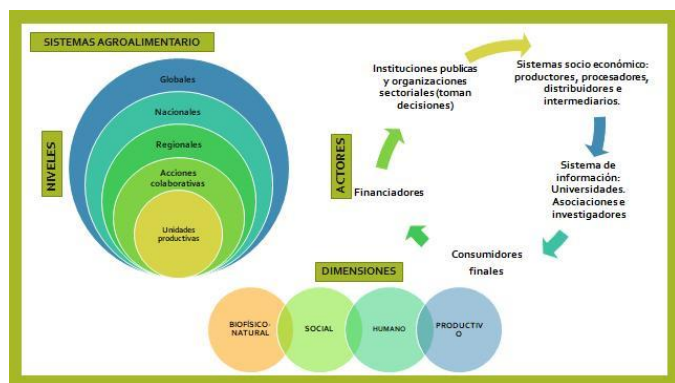 SISTEMAS AGROALIMENTARIO
NIVELES
Globales
Nacionales
Regionales
Acciones
colaborativas
Unidades
productivas
ACTORES
Instituciones publicas
y organizaciones
sectoriales (toman
decisiones)
Sistemas socio económico:
productores, procesadores,
distribuidores e
intermediarios.
Sistema de
información:
Universidades.
Asociaciones e
investigadores
Consumidores
finales
Financiadores
DIMENSIONES
BIOFÍSICO-
NATURAL
SOCIAL
HUMANO
PRODUCTIV
O